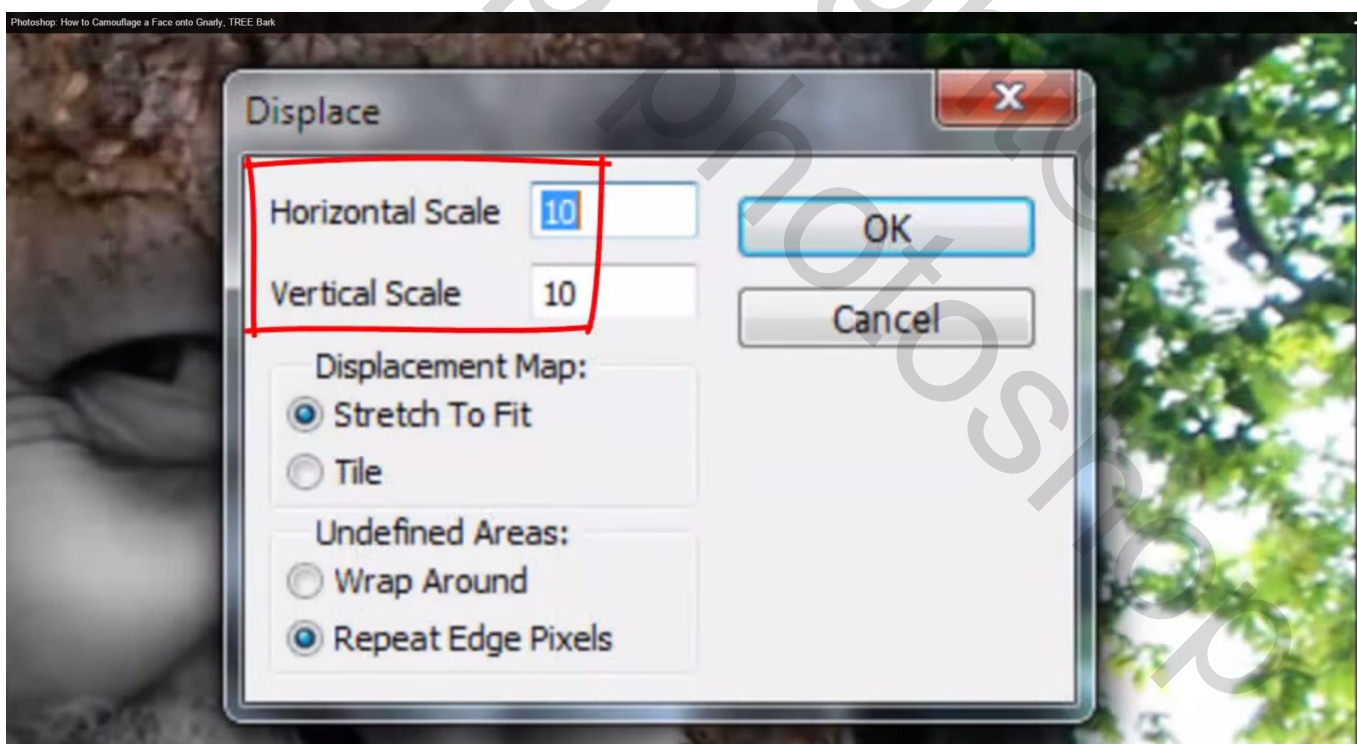 Photoshop: How to Camouflage a Face onto Gnarly, TREE Bark
Displace
Horizontal Scale 10
OK
Vertical Scale 10
Cancel
Displacement Map:
Stretch To Fit
Tile
Undefined Areas:
Wrap Around
Repeat Edge Pixels
photoshop